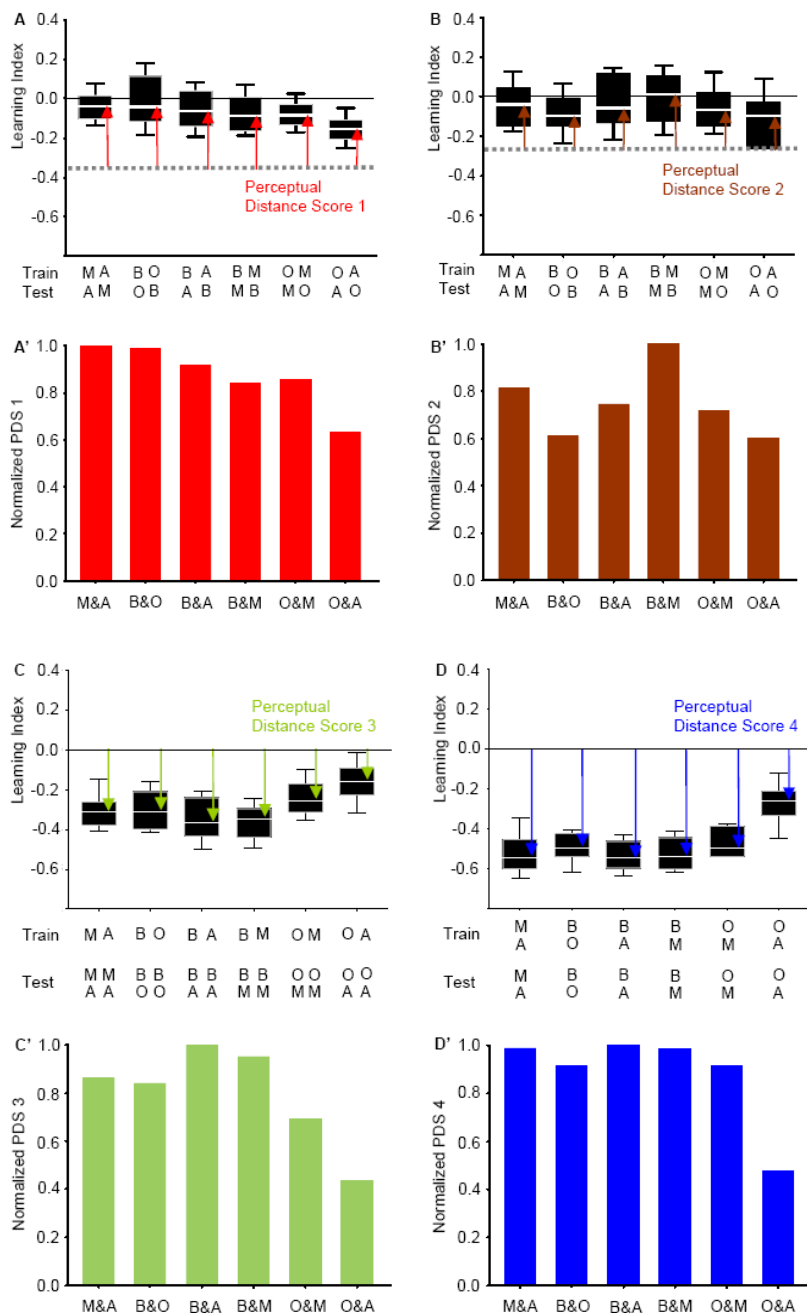 A
0.4
0.2
0.0
-0.2
-0.4
-0.6
Learning Index
Perceptual
Distance Score 1
Train M A B O B A B M O M O A
Test A M O B A B M B M O A O
B
0.4
0.2
0.0
-0.2
-0.4
-0.6
Learning Index
Perceptual
Distance Score 2
Train M A B O B A B M O M O A
Test A M O B A B M B M O A O
A'
1.0
0.8
0.6
0.4
0.2
0.0
Normalized PDS 1
M&A B&O B&A B&M O&M O&A
B'
1.0
0.8
0.6
0.4
0.2
0.0
Normalized PDS 2
M&A B&O B&A B&M O&M O&A
C
0.4
0.2
0.0
-0.2
-0.4
-0.6
Learning Index
Perceptual
Distance Score 3
Train M A B O B A B M O M O A
M M B B B B B B O O O O
Test
A A O O A A M M M M A A
D
0.4
0.2
0.0
-0.2
-0.4
-0.6
Learning Index
Perceptual
Distance Score 4
M B B B O O
Train
A O A M M A
M B B B O O
Test
A O A M M A
C'
1.0
0.8
0.6
0.4
0.2
0.0
Normalized PDS 3
M&A B&O B&A B&M O&M O&A
D'
1.0
0.8
0.6
0.4
0.2
0.0
Normalized PDS 4
M&A B&O B&A B&M O&M O&A